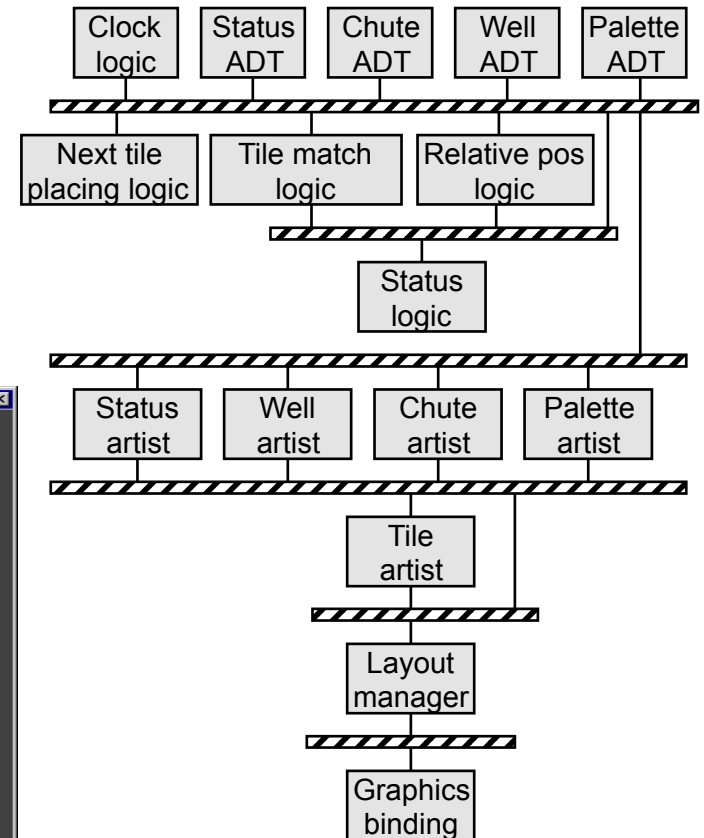 Clock
logic
Status
ADT
Chute
ADT
Well
ADT
Palette
ADT
Next tile
placing logic
Tile match
logic
Relative pos
logic
Status
logic
Status
artist
Well
artist
Chute
artist
Palette
artist
Tile
artist
Layout
manager
Graphics
binding